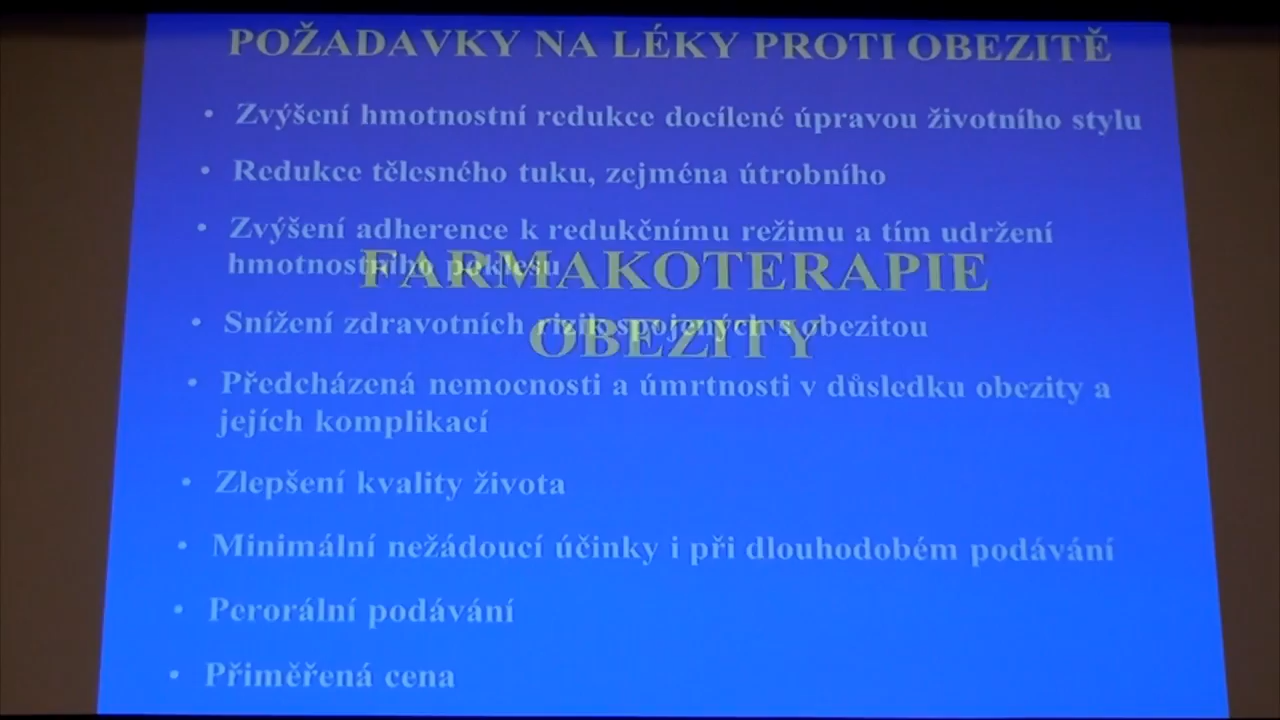 POŽADAVKY NA LÉKY PROTI OBEZITĚ
• Zvýšení hmotnostní redukce docílené úpravou životního stylu
• Redukce tělesného tuku, zejména útrobního
• Zvýšení adherence k redukčnímu režimu a tím udržení
hmotnostního poklesu
FARMAKOTERAPIE
• Snížení zdravotních rizik spojených s obezitou
OBEZITY
• Předcházená nemocnosti a úmrtnosti v důsledku obezity a
jejích komplikací
• Zlepšení kvality života
• Minimální nežádoucí účinky i při dlouhodobém podávání
• Perorální podávání
• Přiměřená cena